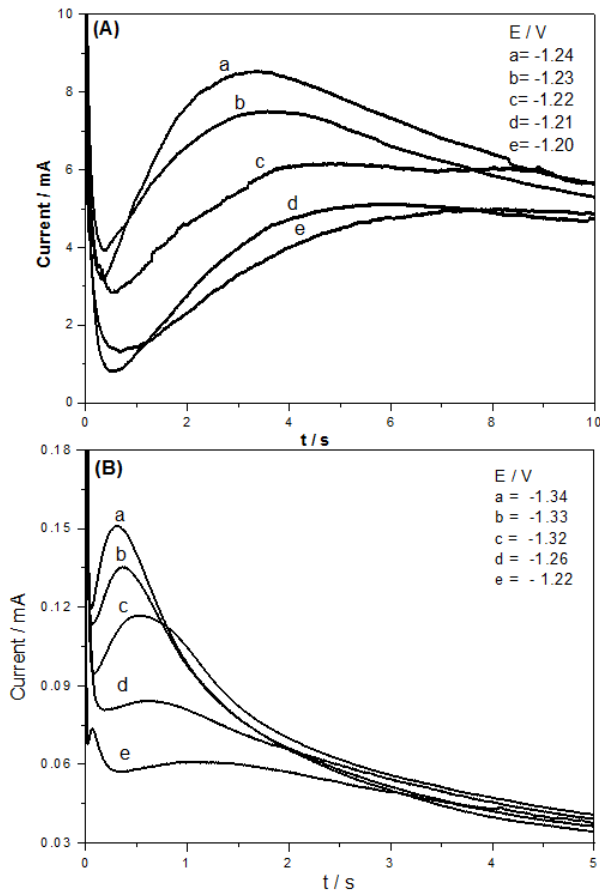 (A)
E / V
a= -1.24
b= -1.23
c= -1.22
d= -1.21
e= -1.20
a
b
c
d
e
10
8
6
4
2
0
Current / mA
0 2 4 6 8 10
t / s
(B)
E / V
a = -1.34
b = -1.33
c = -1.32
d = -1.26
e = - 1.22
a
b
c
d
e
0.18
0.15
0.12
0.09
0.06
0.03
Current / mA
0 1 2 3 4 5
t / s